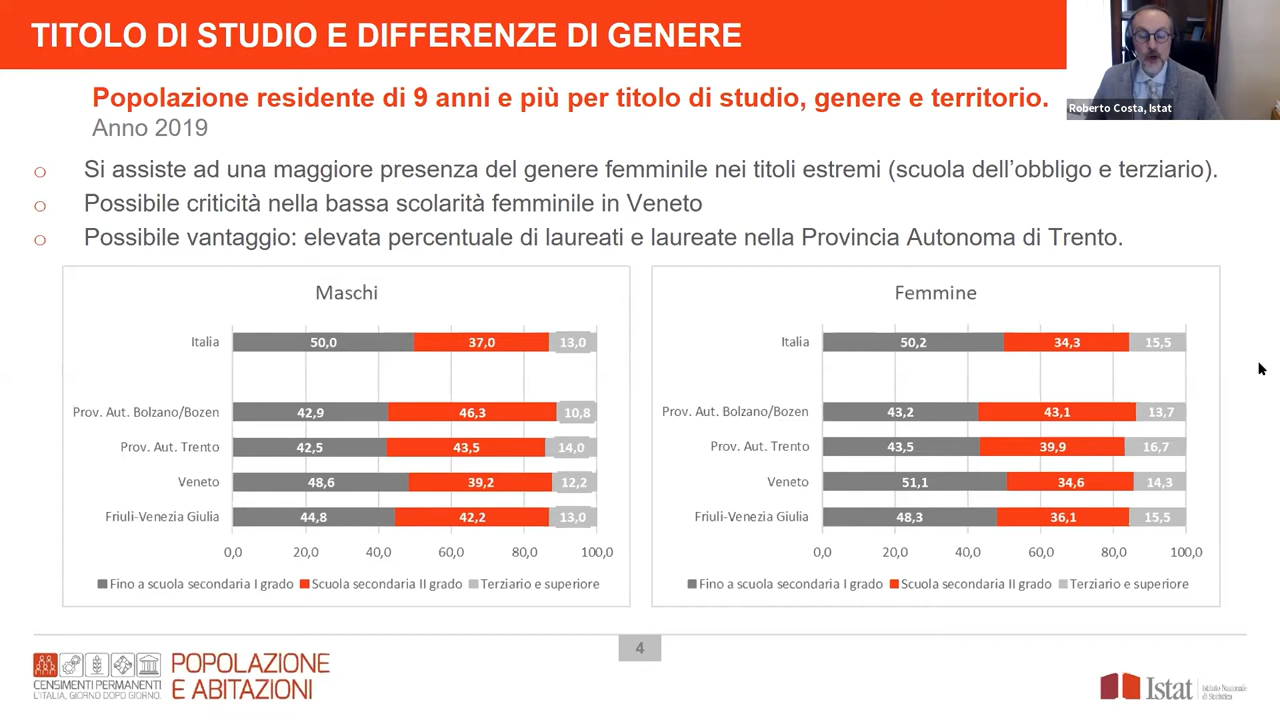 TITOLO DI STUDIO E DIFFERENZE DI GENERE
Roberto Costa, Istat
Popolazione residente di 9 anni e più per titolo di studio, genere e territorio.
Anno 2019
Si assiste ad una maggiore presenza del genere femminile nei titoli estremi (scuola dell'obbligo e terziario).
Possibile criticità nella bassa scolarità femminile in Veneto
Possibile vantaggio: elevata percentuale di laureati e laureate nella Provincia Autonoma di Trento.
Maschi
Italia 50,0 37,0 13,0
Prov. Aut. Bolzano/Bozen 42,9 46,3 10,8
Prov. Aut. Trento 42,5 43,5 14,0
Veneto 48,6 39,2 12,2
Friuli-Venezia Giulia 44,8 42,2 13,0
0,0 20,0 40,0 60,0 80,0 100,0
Fino a scuola secondaria I grado Scuola secondaria II grado Terziario e superiore
Femmine
Italia 50,2 34,3 15,5
Prov. Aut. Bolzano/Bozen 43,2 43,1 13,7
Prov. Aut. Trento 43,5 39,9 16,7
Veneto 51,1 34,6 14,3
Friuli-Venezia Giulia 48,3 36,1 15,5
0,0 20,0 40,0 60,0 80,0 100,0
Fino a scuola secondaria I grado Scuola secondaria II grado Terziario e superiore
4
CENSIMENTI PERMANENTI
L'ITALIA, GIORNO DOPO GIORNO.
POPOLAZIONE
E ABITAZIONI
Istat
Istituto Nazionale
di Statistica